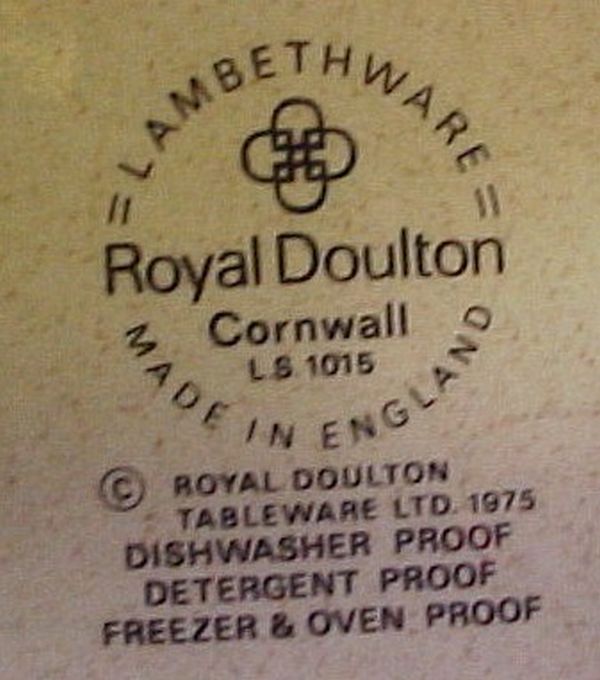 LAMBETHWARE
Royal Doulton
Cornwall
L.S. 1015
MADE IN ENGLAND
© ROYAL DOULTON
TABLEWARE LTD. 1975
DISHWASHER PROOF
DETERGENT PROOF
FREEZER & OVEN PROOF